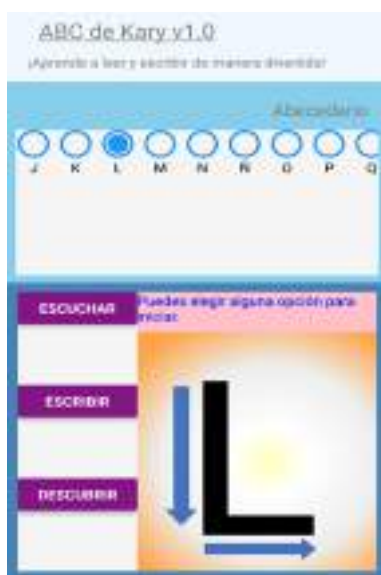 ABC de Kary v1.0
¡Aprende a leer y escribir de manera divertida!
Abecedario
J K L M N Ñ O P Q
ESCUCHAR
Puedes elegir alguna opción para
iniciar.
ESCRIBIR
DESCUBRIR
L